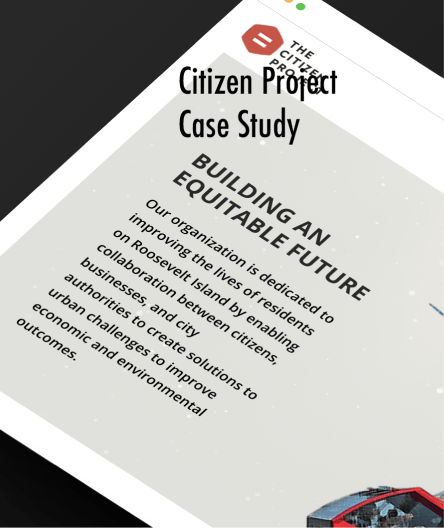 THE
CITIZEN
PROJECT
Citizen Project
Case Study
BUILDING AN
EQUITABLE FUTURE
Our organization is dedicated to
improving the lives of residents
on Roosevelt Island by enabling
collaboration between citizens,
businesses, and city
authorities to create solutions to
urban challenges to improve
economic and environmental
outcomes.